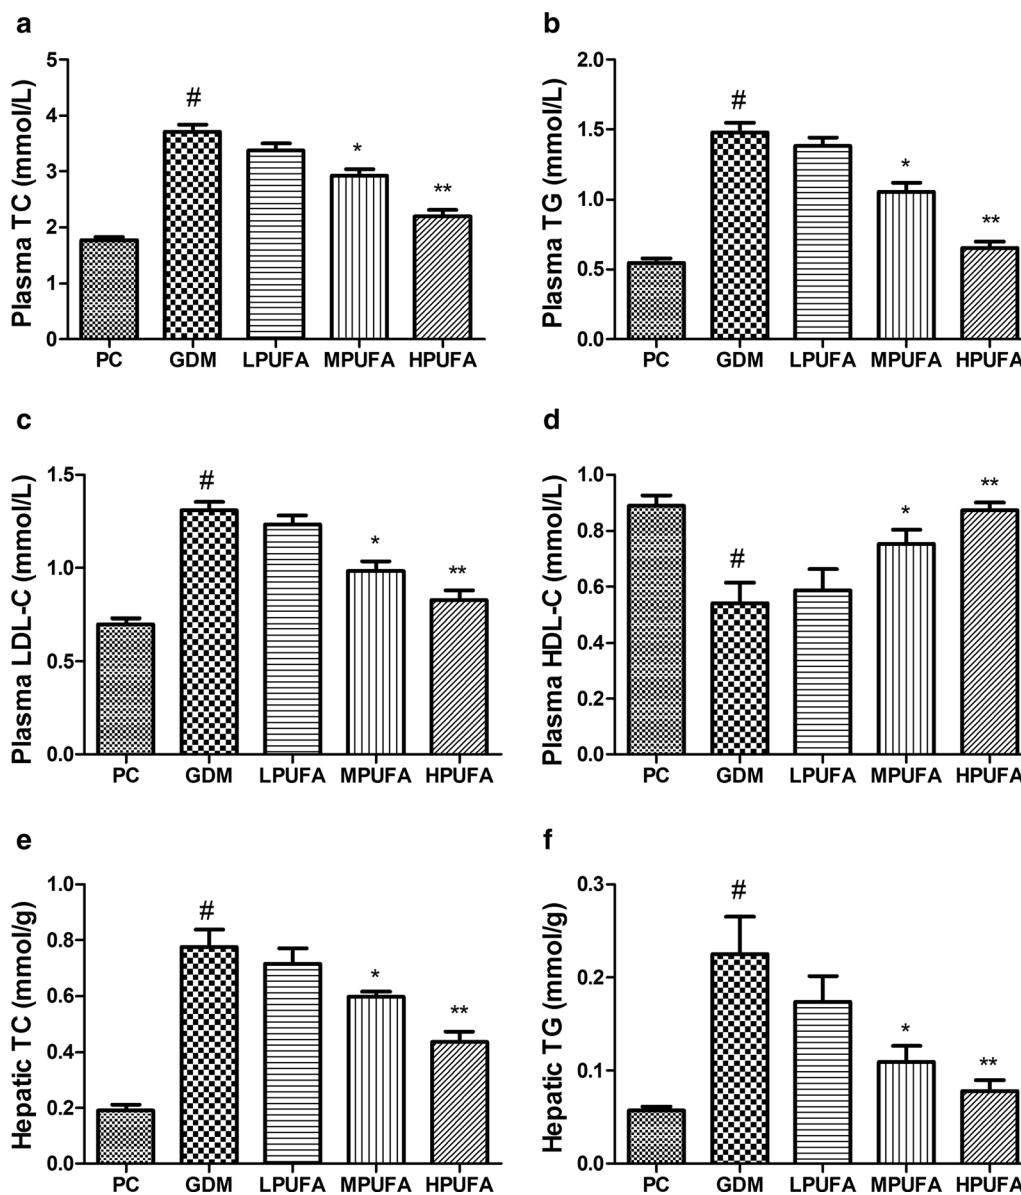 a
Plasma TC (mmol/L)
5
4
3
2
1
0
#
*
**
PC GDM LPUFA MPUFA HPUFA
b
Plasma TG (mmol/L)
2.0
1.5
1.0
0.5
0.0
#
*
**
PC GDM LPUFA MPUFA HPUFA
c
Plasma LDL-C (mmol/L)
1.5
1.0
0.5
0.0
#
*
**
PC GDM LPUFA MPUFA HPUFA
d
Plasma HDL-C (mmol/L)
1.0
0.8
0.6
0.4
0.2
0.0
#
*
**
PC GDM LPUFA MPUFA HPUFA
e
Hepatic TC (mmol/g)
1.0
0.8
0.6
0.4
0.2
0.0
#
*
**
PC GDM LPUFA MPUFA HPUFA
f
Hepatic TG (mmol/g)
0.3
0.2
0.1
0.0
#
*
**
PC GDM LPUFA MPUFA HPUFA